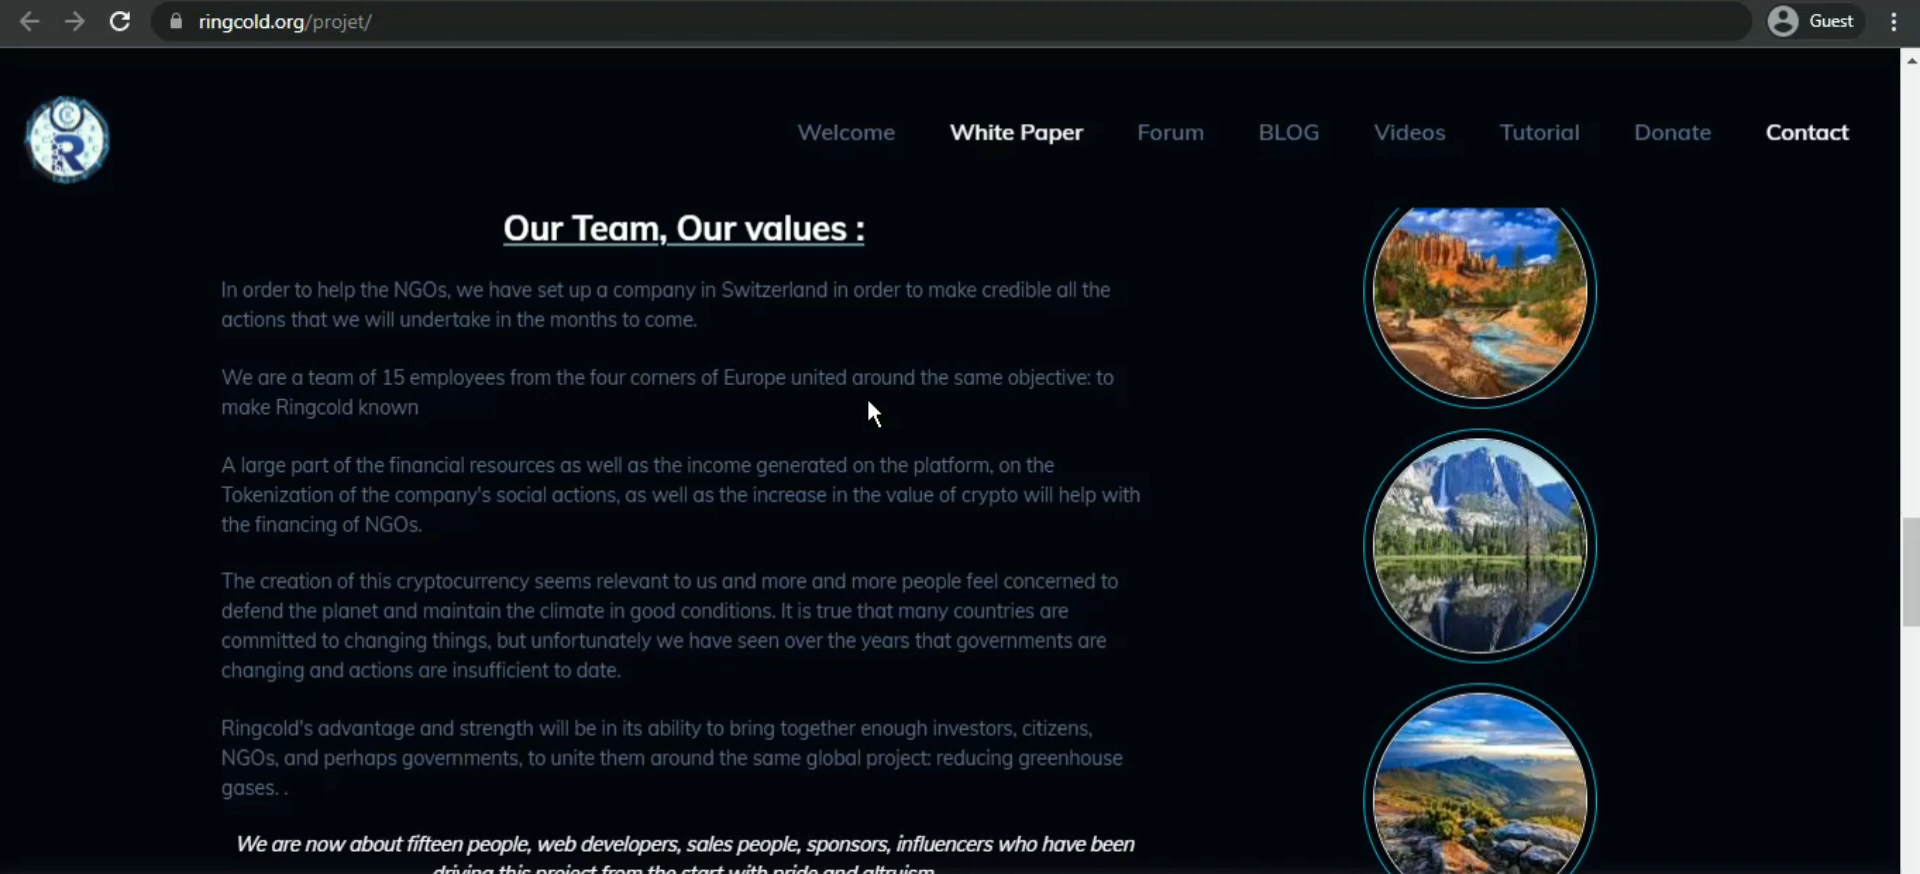 ringcold.org/projet/
Guest
C
R
Welcome White Paper Forum BLOG Videos Tutorial Donate Contact
Our Team, Our values :
In order to help the NGOs, we have set up a company in Switzerland in order to make credible all the
actions that we will undertake in the months to come.
We are a team of 15 employees from the four corners of Europe united around the same objective: to
make Ringcold known
A large part of the financial resources as well as the income generated on the platform, on the
Tokenization of the company's social actions, as well as the increase in the value of crypto will help with
the financing of NGOs.
The creation of this cryptocurrency seems relevant to us and more and more people feel concerned to
defend the planet and maintain the climate in good conditions. It is true that many countries are
committed to changing things, but unfortunately we have seen over the years that governments are
changing and actions are insufficient to date.
Ringcold's advantage and strength will be in its ability to bring together enough investors, citizens,
NGOs, and perhaps governments, to unite them around the same global project: reducing greenhouse
gases. .
We are now about fifteen people, web developers, sales people, sponsors, influencers who have been
driving this project from the start with pride and altruism